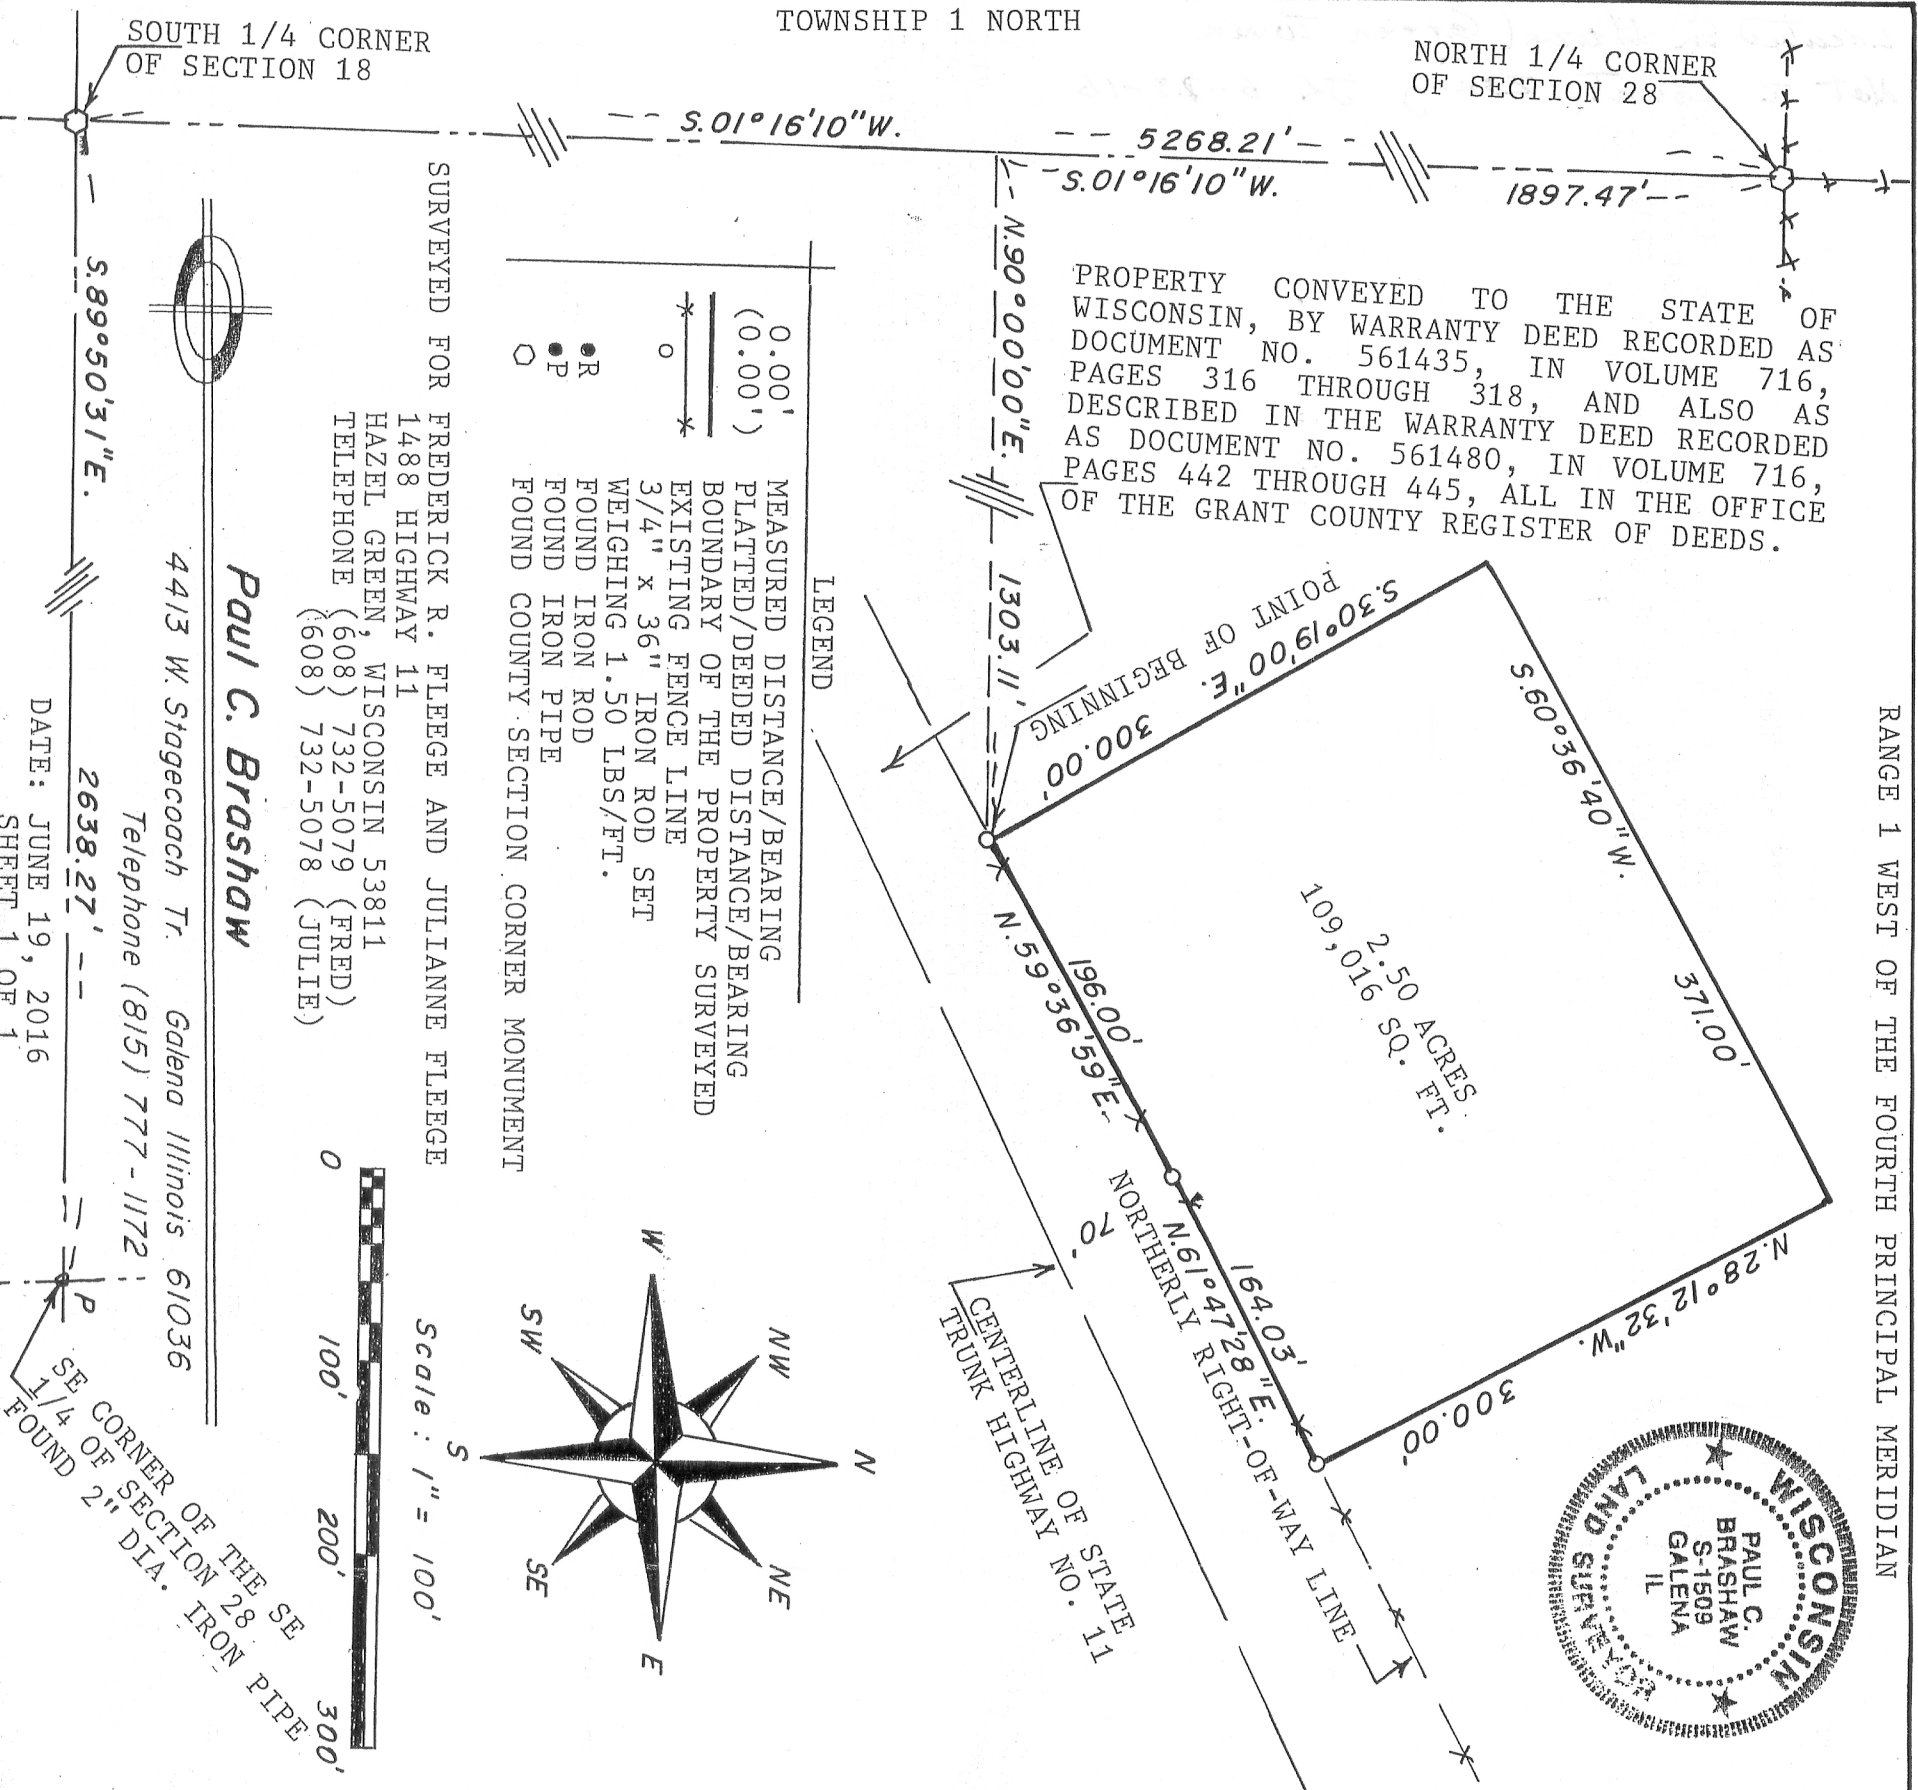 TOWNSHIP 1 NORTH
SOUTH 1/4 CORNER
OF SECTION 18
NORTH 1/4 CORNER
OF SECTION 28
S.01°16'10"W.
5268.21'
S.01°16'10"W.
1897.47'
N.90°00'00"E.
1303.11'
PROPERTY CONVEYED TO THE STATE OF
WISCONSIN, BY WARRANTY DEED RECORDED AS
DOCUMENT NO. 561435, IN VOLUME 716,
PAGES 316 THROUGH 318, AND ALSO AS
DESCRIBED IN THE WARRANTY DEED RECORDED
AS DOCUMENT NO. 561480, IN VOLUME 716,
PAGES 442 THROUGH 445, ALL IN THE OFFICE
OF THE GRANT COUNTY REGISTER OF DEEDS.
RANGE 1 WEST OF THE FOURTH PRINCIPAL MERIDIAN
POINT OF
BEGINNING
S.30°19'00"E.
300.00'
S.60°36'40"W.
371.00'
2.50 ACRES
109,016 SQ. FT.
N.28°12'32"W.
300.00'
196.00'
N.59°36'59"E.
164.03'
N.61°47'28"E.
NORTHERLY RIGHT-OF-WAY LINE
70'
CENTERLINE OF STATE
TRUNK HIGHWAY NO. 11
WISCONSIN
PAUL C.
BRASHAW
S-1509
GALENA
IL
LAND SURVEYOR
LEGEND
0.00' MEASURED DISTANCE/BEARING
(0.00') PLATTED/DEEDED DISTANCE/BEARING
BOUNDARY OF THE PROPERTY SURVEYED
EXISTING FENCE LINE
3/4" x 36" IRON ROD SET
WEIGHING 1.50 LBS/FT.
R FOUND IRON ROD
P FOUND IRON PIPE
FOUND COUNTY SECTION CORNER MONUMENT
SURVEYED FOR FREDERICK R. FLEEGE AND JULIANNE FLEEGE
1488 HIGHWAY 11
HAZEL GREEN, WISCONSIN 53811
TELEPHONE (608) 732-5079 (FRED)
(608) 732-5078 (JULIE)
N
NE
E
SE
S
SW
W
NW
Scale: 1" = 100'
0 100' 200' 300'
Paul C. Brashaw
4413 W. Stagecoach Tr. Galena Illinois 61036
Telephone (815) 777-1172
S.89°50'31"E.
2638.27'
P
SE CORNER OF THE SE
1/4 OF SECTION 28
FOUND 2" DIA. IRON PIPE
DATE: JUNE 19, 2016
SHEET 1 OF 1